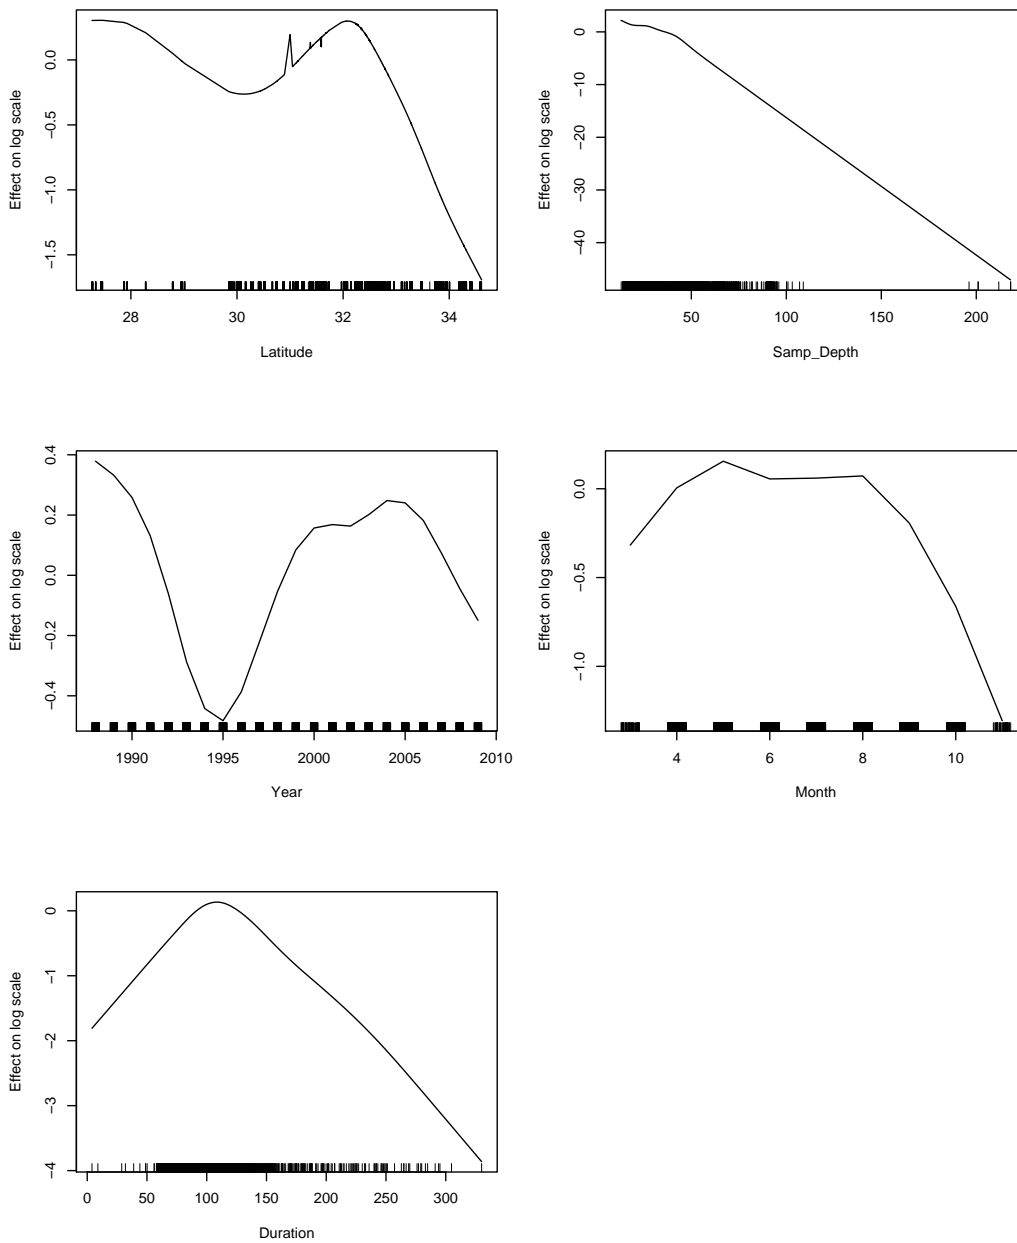 Effect on log scale
0.0
−0.5
−1.0
−1.5
28 30 32 34
Latitude
Effect on log scale
0
−10
−20
−30
−40
50 100 150 200
Samp_Depth
Effect on log scale
0.4
0.2
0.0
−0.2
−0.4
1990 1995 2000 2005 2010
Year
Effect on log scale
0.0
−0.5
−1.0
4 6 8 10
Month
Effect on log scale
0
−1
−2
−3
−4
0 50 100 150 200 250 300
Duration